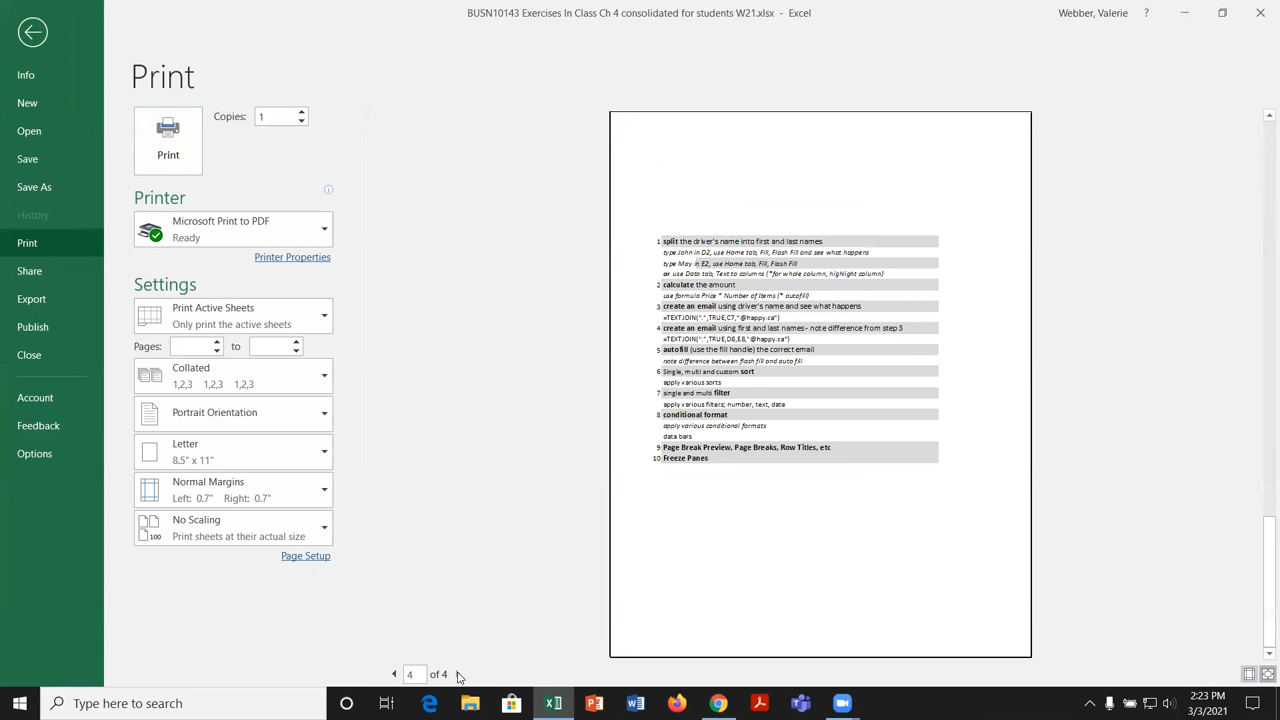 BUSN10143 Exercises In Class Ch 4 consolidated for students W21.xlsx - Excel
Webber, Valerie
?
Info
New
Open
Save
Save As
History
Print
Share
Export
Publish
Close
Account
Feedback
Options
Print
Print
Copies: 1
Printer
Microsoft Print to PDF
Ready
Printer Properties
Settings
Print Active Sheets
Only print the active sheets
Pages: to
Collated
1,2,3 1,2,3 1,2,3
Portrait Orientation
Letter
8.5" x 11"
Normal Margins
Left: 0.7" Right: 0.7"
No Scaling
Print sheets at their actual size
100
Page Setup
1 split the driver's name into first and last names
type John in D2, use Home tab, Fill, Flash Fill and see what happens
type May in E2, use Home tab, Fill, Flash Fill
or use Data tab, Text to columns (*for whole column, highlight column)
2 calculate the amount
use formula Price * Number of Items (* autofill)
3 create an email using driver's name and see what happens
=TEXTJOIN(".",TRUE,C7,"@happy.ca")
4 create an email using first and last names- note difference from step 3
=TEXTJOIN(".",TRUE,D8,E8,"@happy.ca")
5 autofill (use the fill handle) the correct email
note difference between flash fill and auto fill
6 Single, multi and custom sort
apply various sorts
7 single and multi filter
apply various filters; number, text, date
8 conditional format
apply various conditional formats
data bars
9 Page Break Preview, Page Breaks, Row Titles, etc
10 Freeze Panes
4 of 4
Type here to search
2:23 PM
3/3/2021